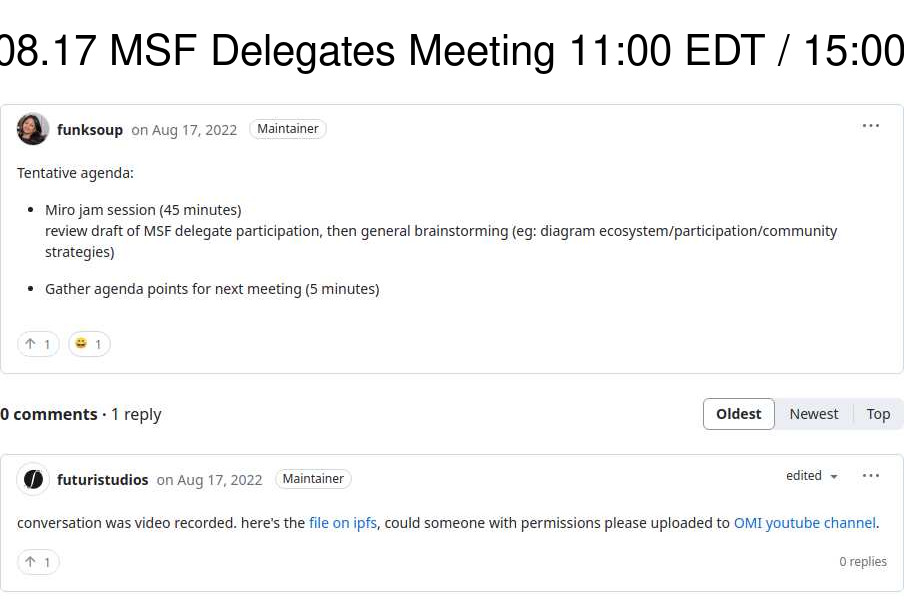 08.17 MSF Delegates Meeting 11:00 EDT / 15:00
funksoup on Aug 17, 2022 Maintainer
Tentative agenda:
• Miro jam session (45 minutes)
review draft of MSF delegate participation, then general brainstorming (eg: diagram ecosystem/participation/community
strategies)
• Gather agenda points for next meeting (5 minutes)
↑ 1 😄 1
0 comments · 1 reply Oldest Newest Top
futuristudios on Aug 17, 2022 Maintainer edited
conversation was video recorded. here's the file on ipfs, could someone with permissions please uploaded to OMI youtube channel.
↑ 1 0 replies